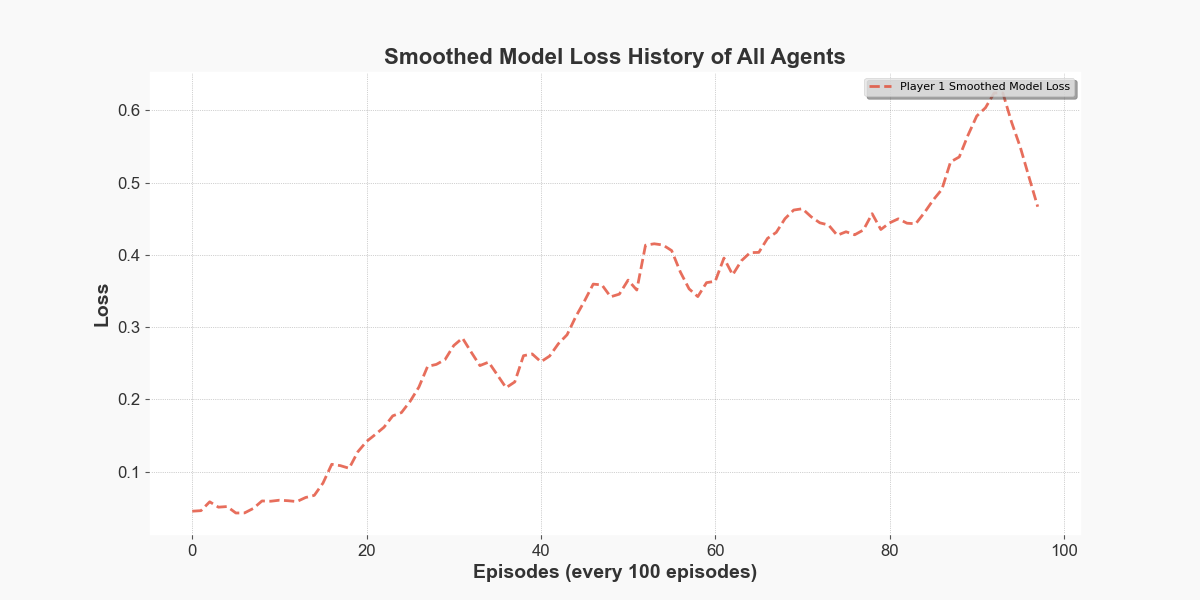 Smoothed Model Loss History of All Agents
Player 1 Smoothed Model Loss
0.6
0.5
0.4
0.3
0.2
0.1
Loss
0 20 40 60 80 100
Episodes (every 100 episodes)